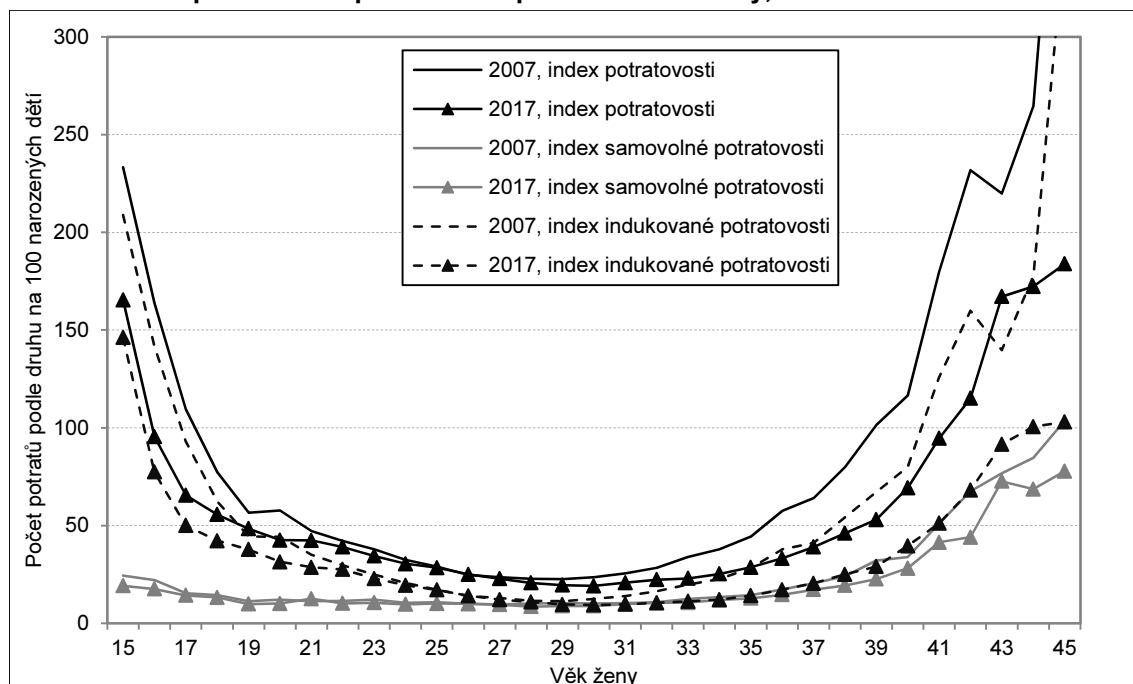 300
250
200
150
100
50
0
Počet potratů podle druhu na 100 narozených dětí
2007, index potratovosti
2017, index potratovosti
2007, index samovolné potratovosti
2017, index samovolné potratovosti
2007, index indukované potratovosti
2017, index indukované potratovosti
15 17 19 21 23 25 27 29 31 33 35 37 39 41 43 45
Věk ženy